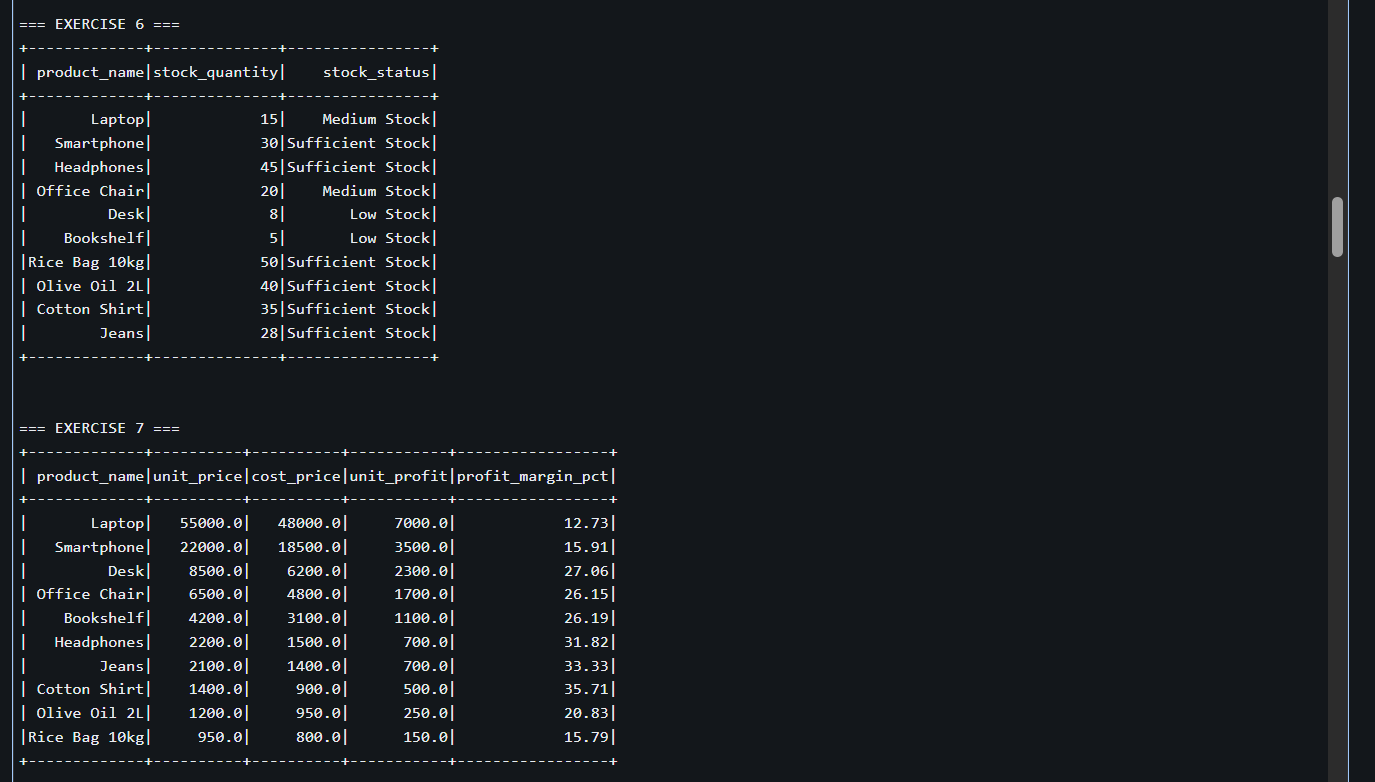 === EXERCISE 6 ===
+-------------+--------------+----------------+
| product_name|stock_quantity|    stock_status|
+-------------+--------------+----------------+
|       Laptop|            15|    Medium Stock|
|   Smartphone|            30|Sufficient Stock|
|   Headphones|            45|Sufficient Stock|
| Office Chair|            20|    Medium Stock|
|         Desk|             8|       Low Stock|
|    Bookshelf|             5|       Low Stock|
|Rice Bag 10kg|            50|Sufficient Stock|
| Olive Oil 2L|            40|Sufficient Stock|
| Cotton Shirt|            35|Sufficient Stock|
|        Jeans|            28|Sufficient Stock|
+-------------+--------------+----------------+
=== EXERCISE 7 ===
+-------------+----------+----------+-----------+-----------------+
| product_name|unit_price|cost_price|unit_profit|profit_margin_pct|
+-------------+----------+----------+-----------+-----------------+
|       Laptop|   55000.0|   48000.0|     7000.0|            12.73|
|   Smartphone|   22000.0|   18500.0|     3500.0|            15.91|
|         Desk|    8500.0|    6200.0|     2300.0|            27.06|
| Office Chair|    6500.0|    4800.0|     1700.0|            26.15|
|    Bookshelf|    4200.0|    3100.0|     1100.0|            26.19|
|   Headphones|    2200.0|    1500.0|      700.0|            31.82|
|        Jeans|    2100.0|    1400.0|      700.0|            33.33|
| Cotton Shirt|    1400.0|     900.0|      500.0|            35.71|
| Olive Oil 2L|    1200.0|     950.0|      250.0|            20.83|
|Rice Bag 10kg|     950.0|     800.0|      150.0|            15.79|
+-------------+----------+----------+-----------+-----------------+